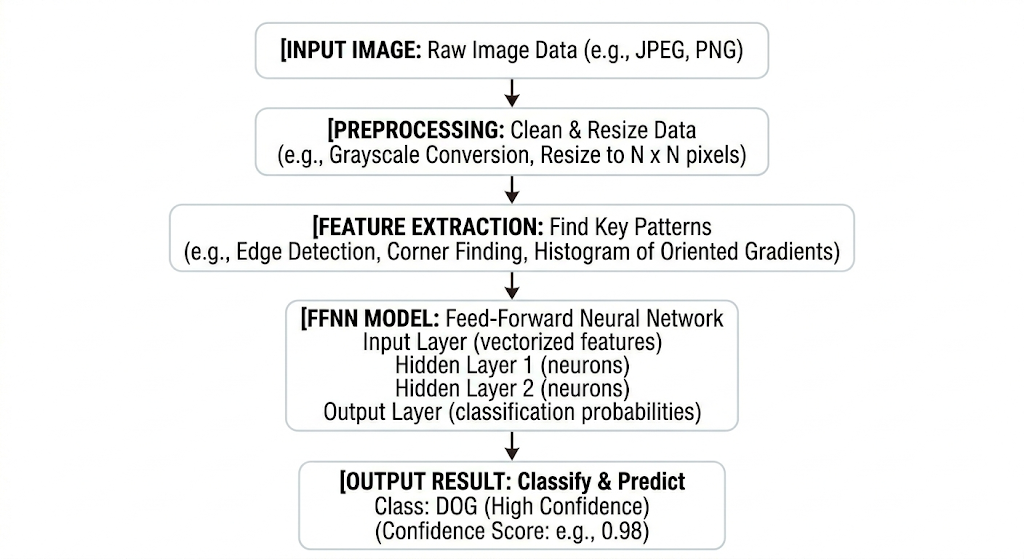 [INPUT IMAGE: Raw Image Data (e.g., JPEG, PNG)
[PREPROCESSING: Clean & Resize Data
(e.g., Grayscale Conversion, Resize to N x N pixels)
[FEATURE EXTRACTION: Find Key Patterns
(e.g., Edge Detection, Corner Finding, Histogram of Oriented Gradients)
[FFNN MODEL: Feed-Forward Neural Network
Input Layer (vectorized features)
Hidden Layer 1 (neurons)
Hidden Layer 2 (neurons)
Output Layer (classification probabilities)
[OUTPUT RESULT: Classify & Predict
Class: DOG (High Confidence)
(Confidence Score: e.g., 0.98)